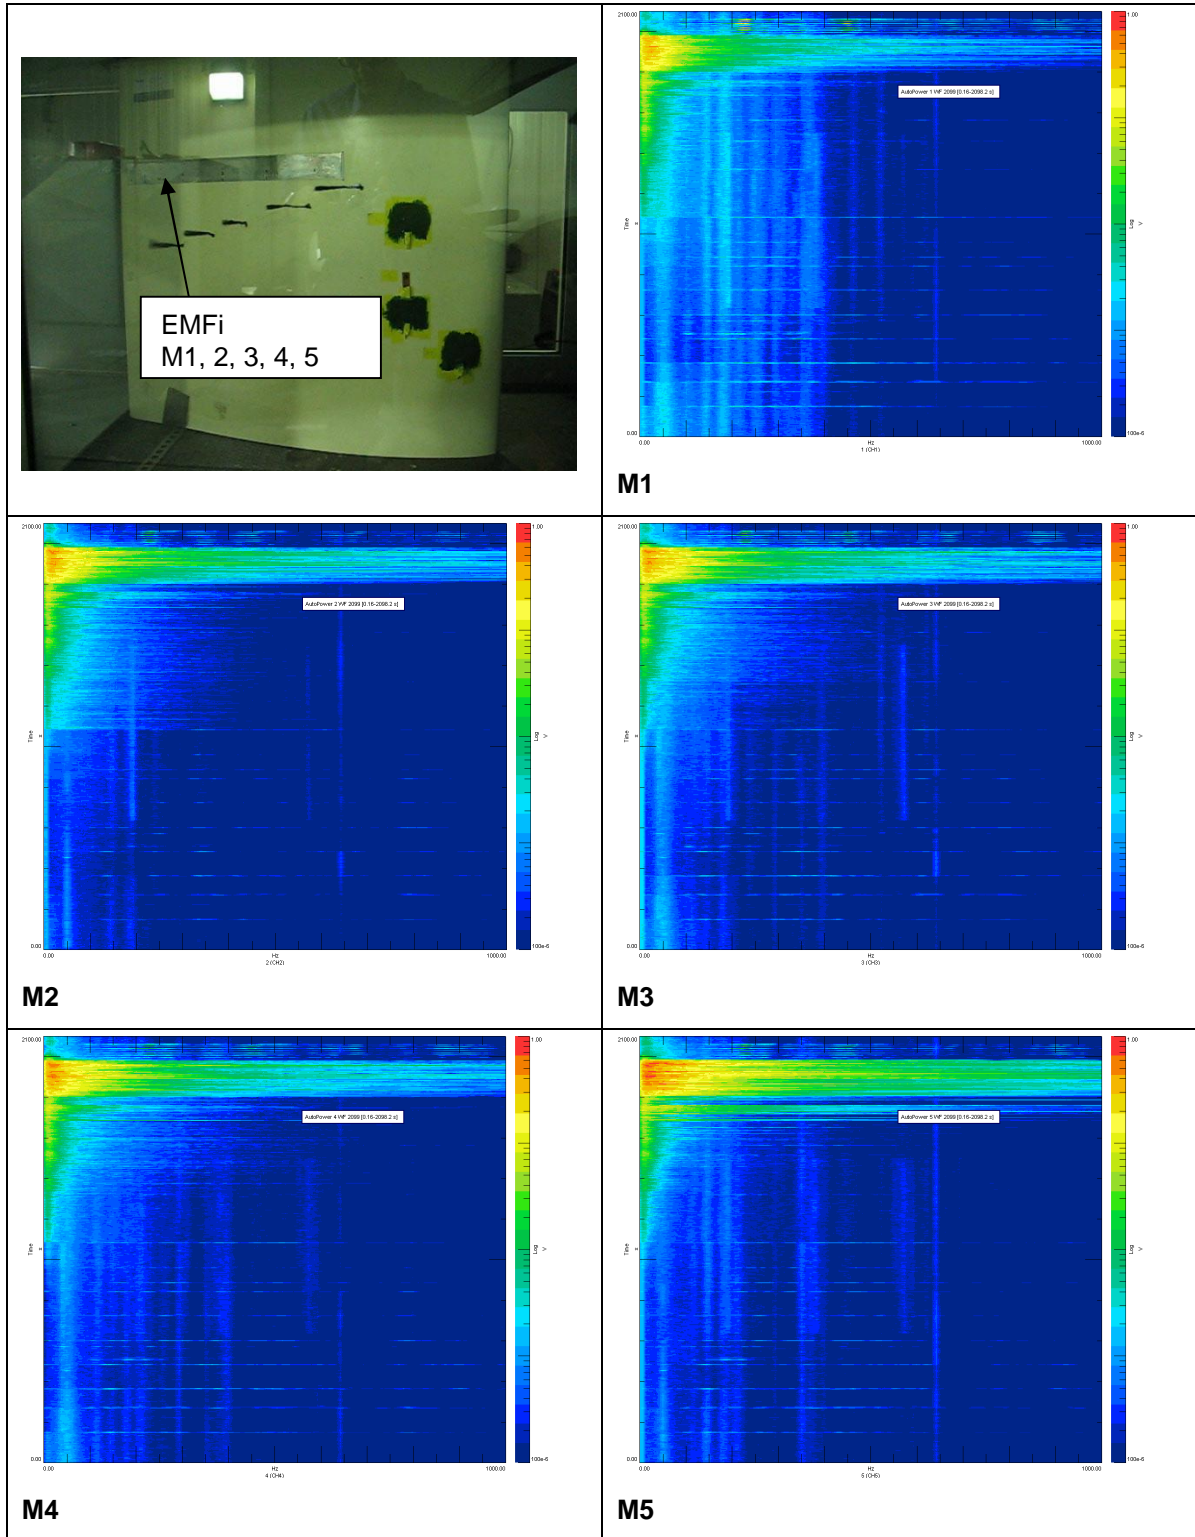 EMFi
M1, 2, 3, 4, 5
2100.00
1.00
AutoPower 1 WF 2099 [0.16-2098.2 s]
Time
s
Log
V
0.00
100e-6
0.00
Hz
1000.00
1 (CH1)
M1
2100.00
1.00
AutoPower 2 WF 2099 [0.16-2098.2 s]
Time
s
Log
V
0.00
100e-6
0.00
Hz
1000.00
2 (CH2)
M2
2100.00
1.00
AutoPower 3 WF 2099 [0.16-2098.2 s]
Time
s
Log
V
0.00
100e-6
0.00
Hz
1000.00
3 (CH3)
M3
2100.00
1.00
AutoPower 4 WF 2099 [0.16-2098.2 s]
Time
s
Log
V
0.00
100e-6
0.00
Hz
1000.00
4 (CH4)
M4
2100.00
1.00
AutoPower 5 WF 2099 [0.16-2098.2 s]
Time
s
Log
V
0.00
100e-6
0.00
Hz
1000.00
5 (CH5)
M5